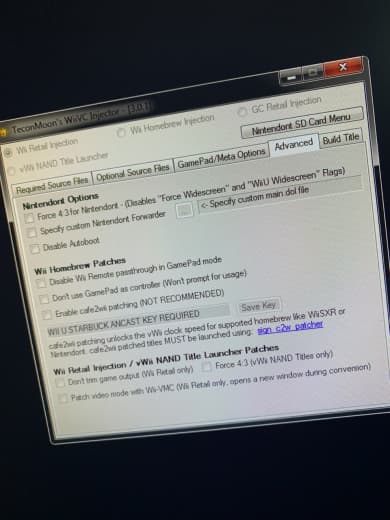 TeconMoon's WiiVC Injector - [3.0.1]
Wii Retail Injection
Wii Homebrew Injection
GC Retail Injection
vWii NAND Title Launcher
Nintendont SD Card Menu
Required Source Files
Optional Source Files
GamePad/Meta Options
Advanced
Build Title
Nintendont Options
Force 4:3 for Nintendont - (Disables "Force Widescreen" and "WiiU Widescreen" Flags)
Specify custom Nintendont Forwarder
...
<- Specify custom main.dol file
Disable Autoboot
Wii Homebrew Patches
Disable Wii Remote passthrough in GamePad mode
Don't use GamePad as controller (Won't prompt for usage)
Enable cafe2wii patching (NOT RECOMMENDED)
WII U STARBUCK ANCAST KEY REQUIRED
Save Key
cafe2wii patching unlocks the vWii clock speed for supported homebrew like WiiSXR or
Nintendont. cafe2wii patched titles MUST be launched using: sign_c2w_patcher
Wii Retail Injection / vWii NAND Title Launcher Patches
Don't trim game output (Wii Retail only)
Force 4:3 (vWii NAND Titles only)
Patch video mode with Wii-VMC (Wii Retail only, opens a new window during conversion)